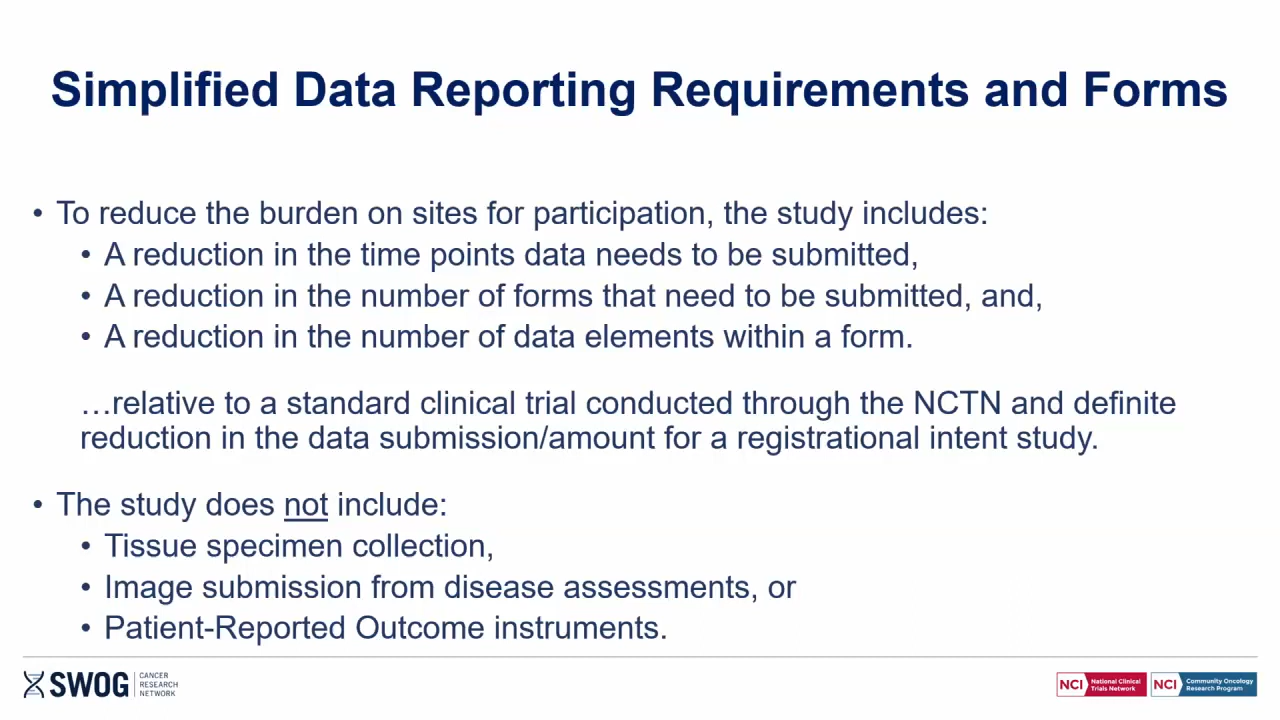 Simplified Data Reporting Requirements and Forms
• To reduce the burden on sites for participation, the study includes:
• A reduction in the time points data needs to be submitted,
• A reduction in the number of forms that need to be submitted, and,
• A reduction in the number of data elements within a form.
…relative to a standard clinical trial conducted through the NCTN and definite
reduction in the data submission/amount for a registrational intent study.
• The study does not include:
• Tissue specimen collection,
• Image submission from disease assessments, or
• Patient-Reported Outcome instruments.
SWOG
CANCER
RESEARCH
NETWORK
NCI
National Clinical
Trials Network
NCI
Community Oncology
Research Program